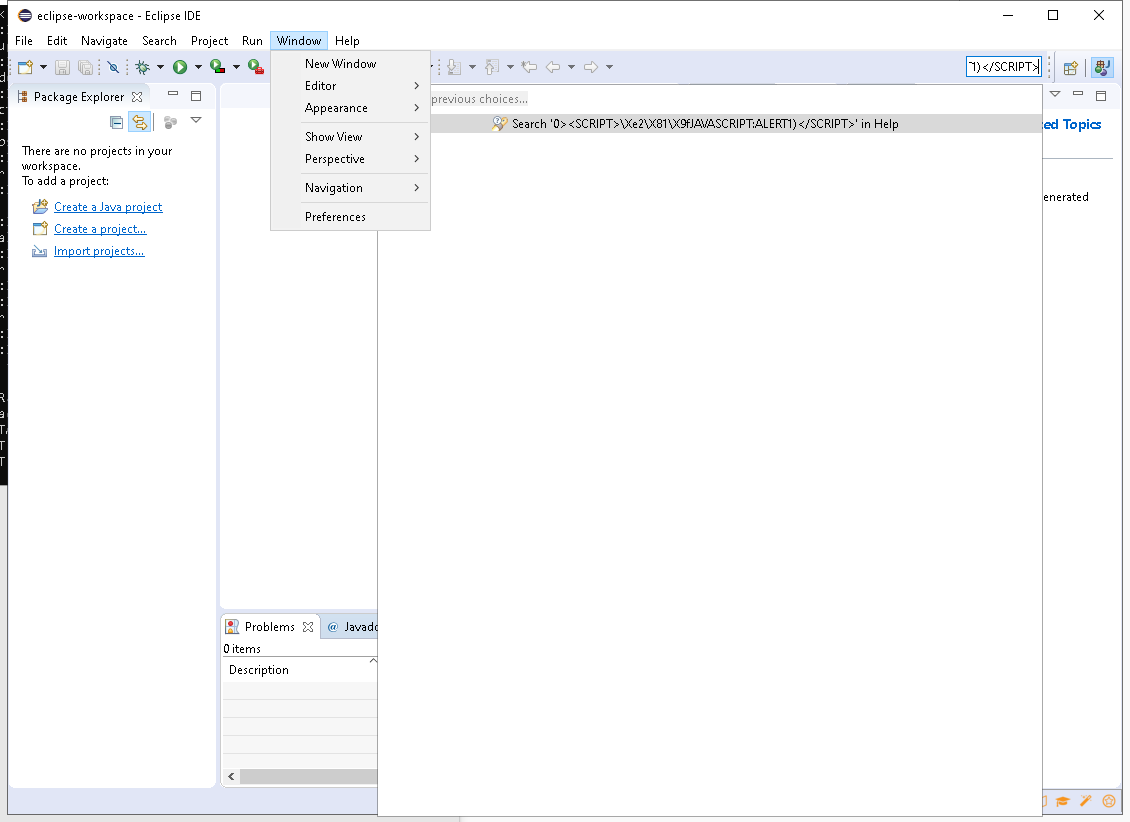 eclipse-workspace - Eclipse IDE
File Edit Navigate Search Project Run Window Help
1)</SCRIPT>
Package Explorer
There are no projects in your
workspace.
To add a project:
Create a Java project
Create a project...
Import projects...
New Window
Editor
Appearance
Show View
Perspective
Navigation
Preferences
previous choices...
Search '0><SCRIPT>\Xe2\X81\X9fJAVASCRIPT:ALERT1)</SCRIPT>' in Help
ed Topics
enerated
Problems
@ Javado
0 items
Description